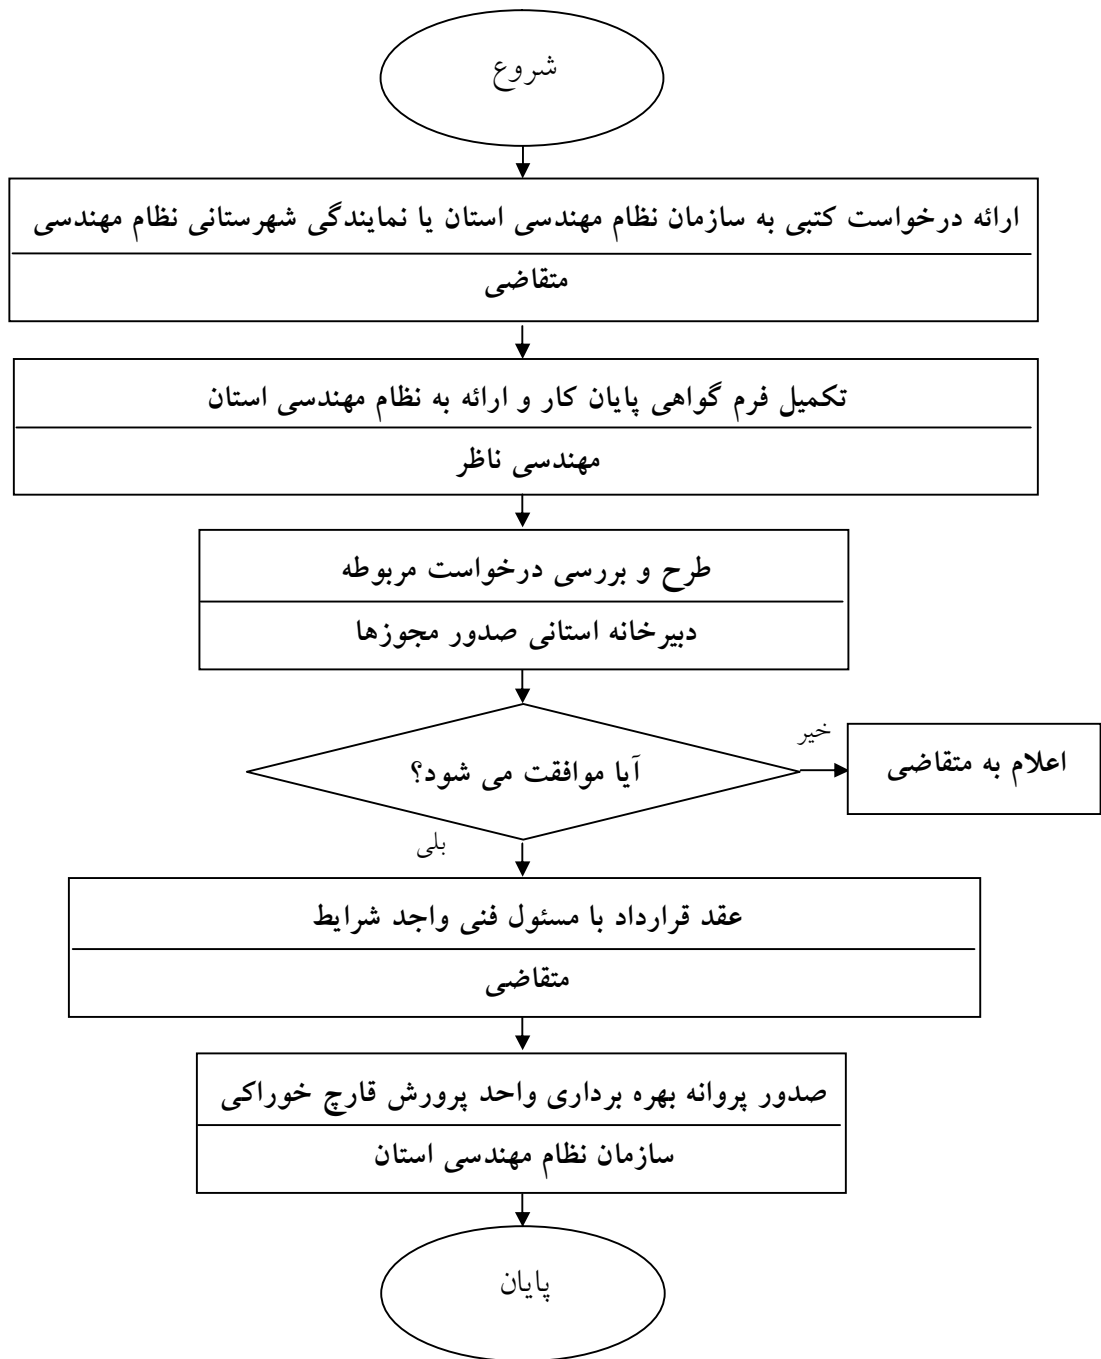 شروع
ارائه درخواست کتبی به سازمان نظام مهندسی استان یا نمایندگی شهرستانی نظام مهندسی
متقاضی
تکمیل فرم گواهی پایان کار و ارائه به نظام مهندسی استان
مهندسی ناظر
طرح و بررسی درخواست مربوطه
دبیرخانه استانی صدور مجوزها
آیا موافقت می شود؟
خیر
اعلام به متقاضی
بلی
عقد قرارداد با مسئول فنی واجد شرایط
متقاضی
صدور پروانه بهره برداری واحد پرورش قارچ خوراکی
سازمان نظام مهندسی استان
پایان